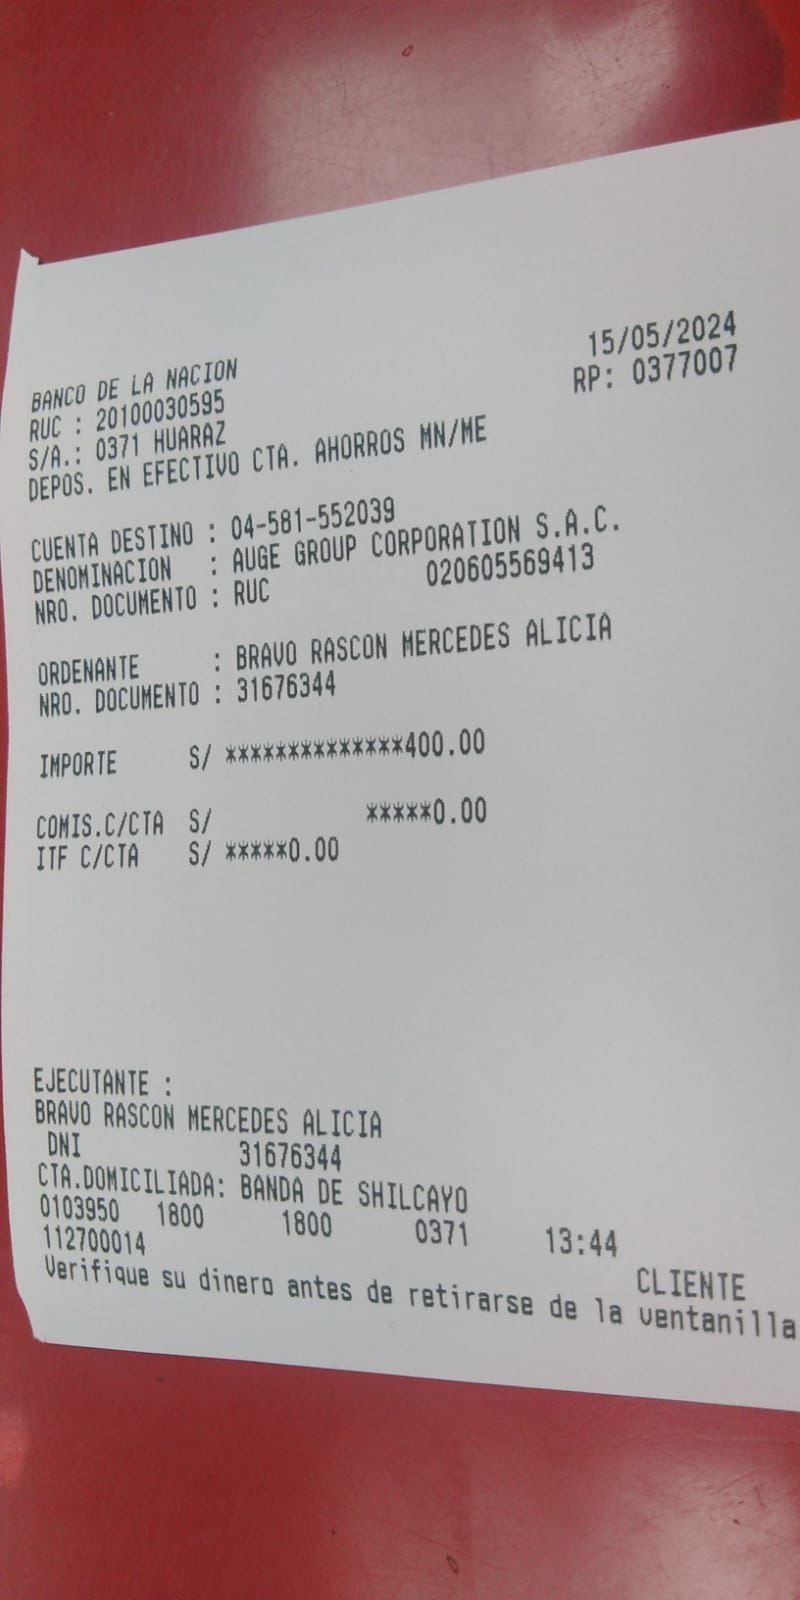 15/05/2024
BANCO DE LA NACION RP: 0377007
RUC : 20100030595
S/A.: 0371 HUARAZ
DEPOS. EN EFECTIVO CTA. AHORROS MN/ME
CUENTA DESTINO : 04-581-552039
DENOMINACION : AUGE GROUP CORPORATION S.A.C.
NRO. DOCUMENTO : RUC 020605569413
ORDENANTE : BRAVO RASCON MERCEDES ALICIA
NRO. DOCUMENTO : 31676344
IMPORTE S/ **************400.00
COMIS.C/CTA S/ *****0.00
ITF C/CTA S/ *****0.00
EJECUTANTE :
BRAVO RASCON MERCEDES ALICIA
DNI 31676344
CTA.DOMICILIADA: BANDA DE SHILCAYO
0103950 1800 1800 0371 13:44
112700014 CLIENTE
Verifique su dinero antes de retirarse de la ventanilla